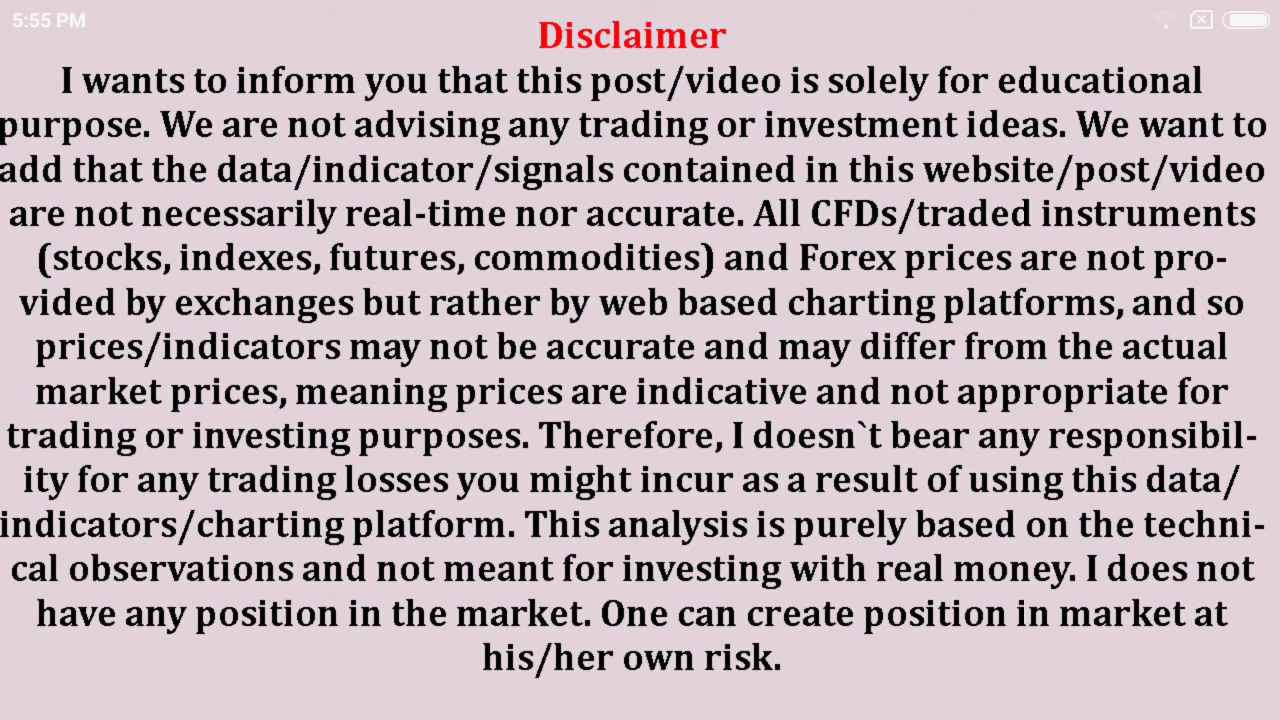 5:55 PM
Disclaimer
I wants to inform you that this post/video is solely for educational
purpose. We are not advising any trading or investment ideas. We want to
add that the data/indicator/signals contained in this website/post/video
are not necessarily real-time nor accurate. All CFDs/traded instruments
(stocks, indexes, futures, commodities) and Forex prices are not pro-
vided by exchanges but rather by web based charting platforms, and so
prices/indicators may not be accurate and may differ from the actual
market prices, meaning prices are indicative and not appropriate for
trading or investing purposes. Therefore, I doesn`t bear any responsibil-
ity for any trading losses you might incur as a result of using this data/
indicators/charting platform. This analysis is purely based on the techni-
cal observations and not meant for investing with real money. I does not
have any position in the market. One can create position in market at
his/her own risk.